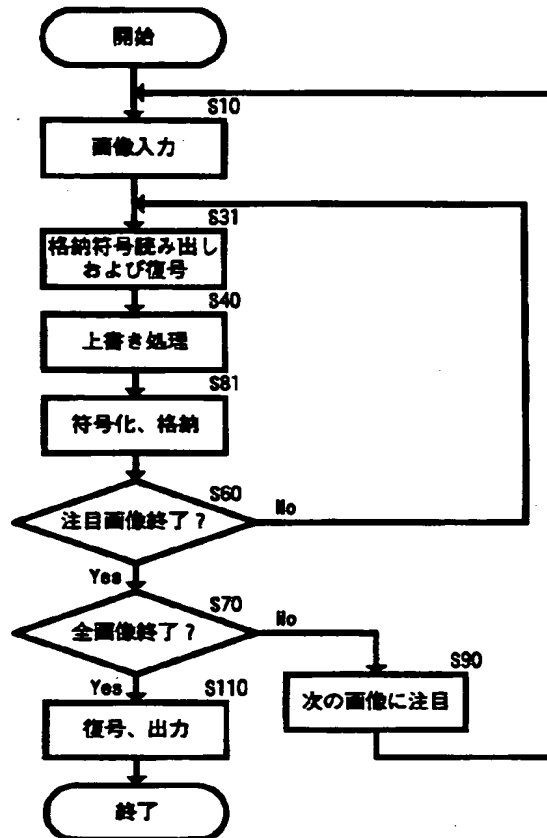 開始
S10
画像入力
S31
格納符号読み出し
および復号
S40
上書き処理
S81
符号化、格納
S60
注目画像終了?
No
Yes
S70
全画像終了?
No
Yes
S90
次の画像に注目
S110
復号、出力
終了